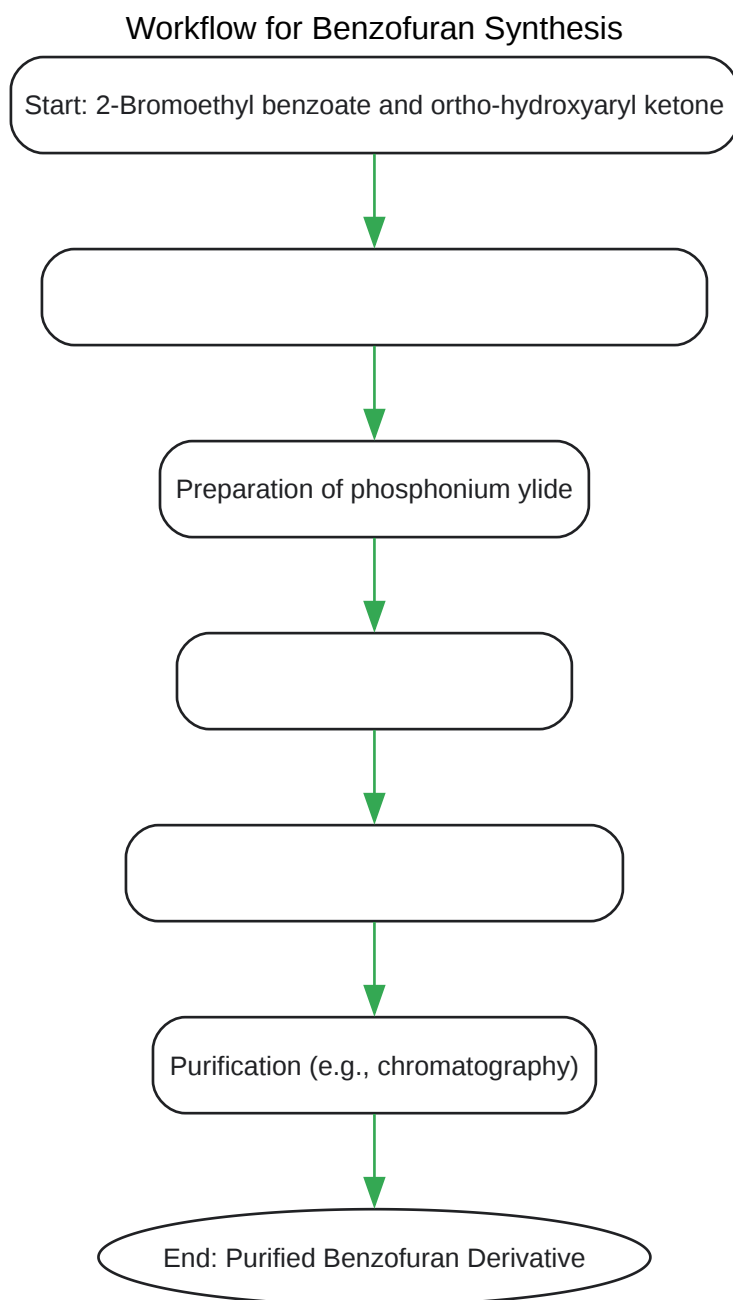 Workflow for Benzofuran Synthesis
Start: 2-Bromoethyl benzoate and ortho-hydroxyaryl ketone
Preparation of phosphonium ylide
Purification (e.g., chromatography)
End: Purified Benzofuran Derivative